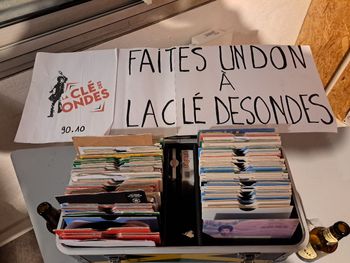 LA CLÉ DES
ONDES
90.10
FAITES UN DON
À
LA CLÉ DES ONDES